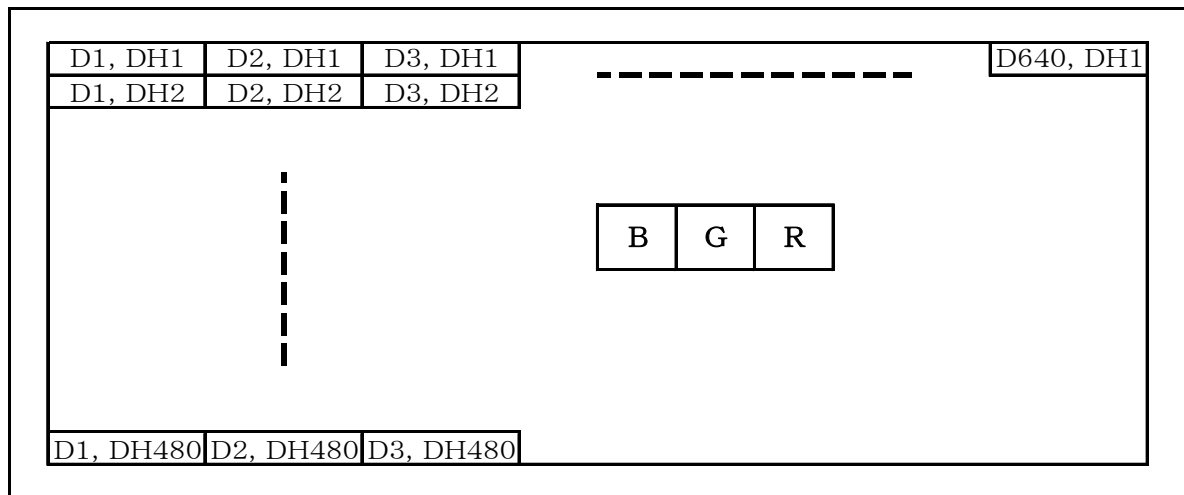 D1, DH1 D2, DH1 D3, DH1 D640, DH1
D1, DH2 D2, DH2 D3, DH2
B G R
D1, DH480 D2, DH480 D3, DH480